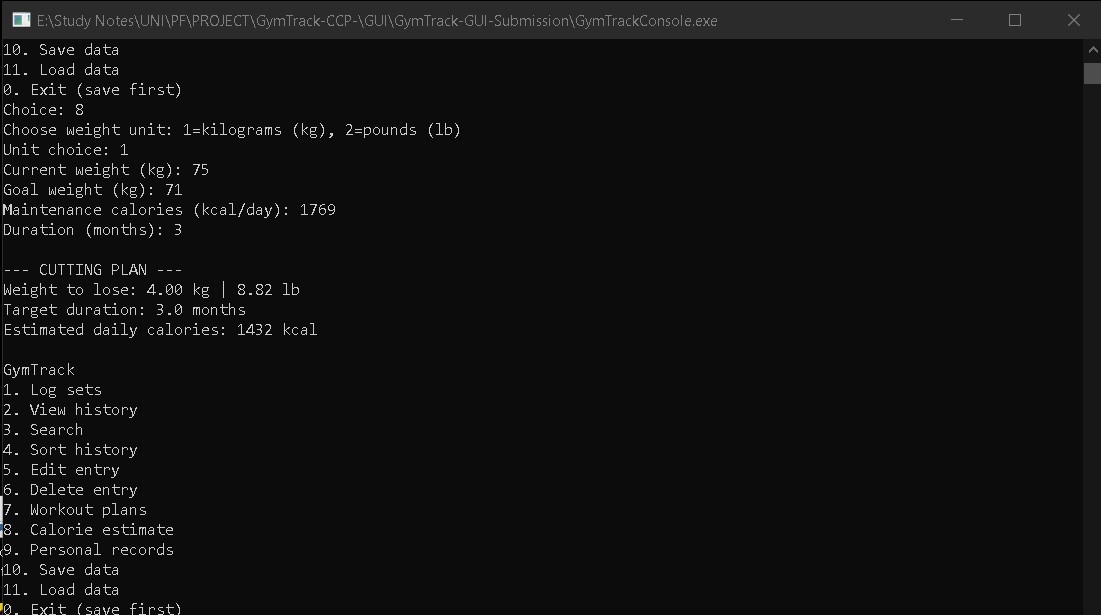 E:\Study Notes\UNI\PF\PROJECT\GymTrack-CCP-\GUI\GymTrack-GUI-Submission\GymTrackConsole.exe
10. Save data
11. Load data
0. Exit (save first)
Choice: 8
Choose weight unit: 1=kilograms (kg), 2=pounds (lb)
Unit choice: 1
Current weight (kg): 75
Goal weight (kg): 71
Maintenance calories (kcal/day): 1769
Duration (months): 3
--- CUTTING PLAN ---
Weight to lose: 4.00 kg | 8.82 lb
Target duration: 3.0 months
Estimated daily calories: 1432 kcal
GymTrack
1. Log sets
2. View history
3. Search
4. Sort history
5. Edit entry
6. Delete entry
7. Workout plans
8. Calorie estimate
9. Personal records
10. Save data
11. Load data
0. Exit (save first)